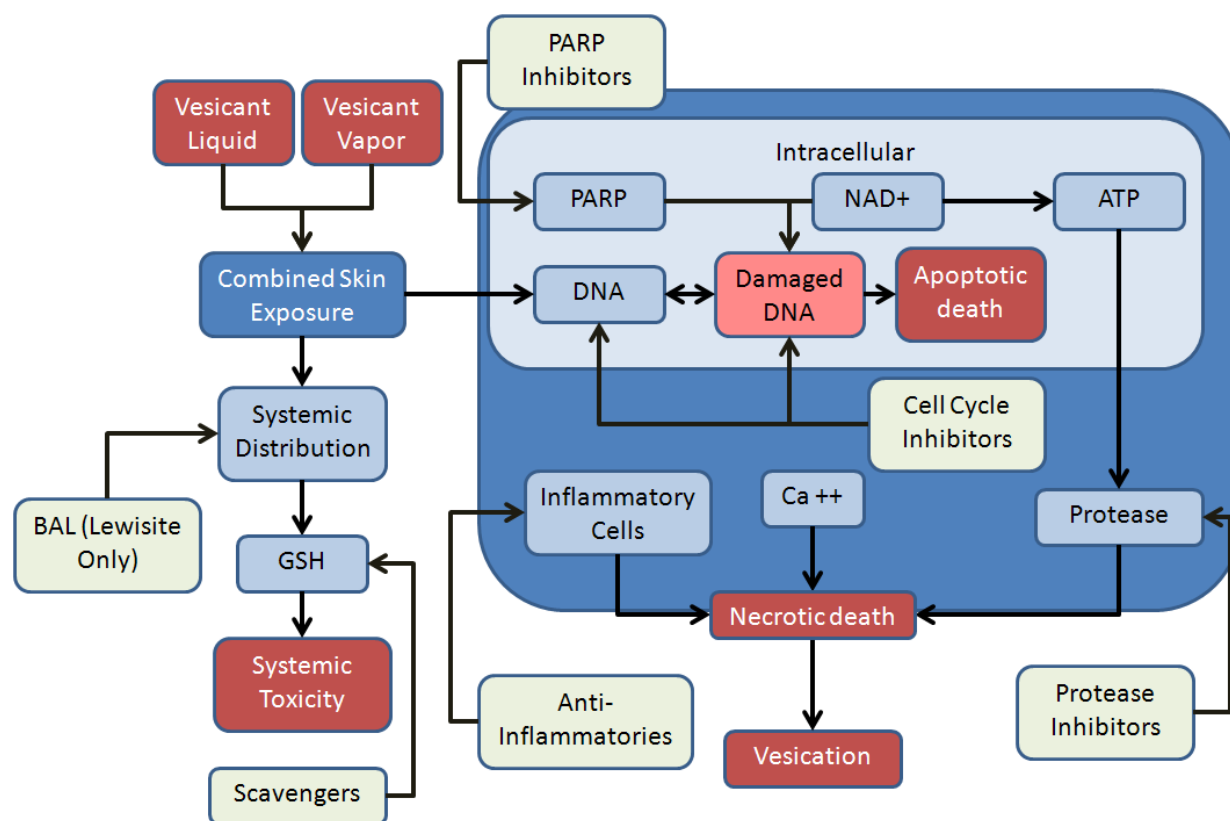 PARP
Inhibitors
Vesicant
Liquid
Vesicant
Vapor
Intracellular
PARP
NAD+
ATP
Combined Skin
Exposure
DNA
Damaged
DNA
Apoptotic
death
Systemic
Distribution
Cell Cycle
Inhibitors
BAL (Lewisite
Only)
GSH
Inflammatory
Cells
Ca ++
Protease
Necrotic death
Systemic
Toxicity
Anti-
Inflammatories
Protease
Inhibitors
Vesication
Scavengers